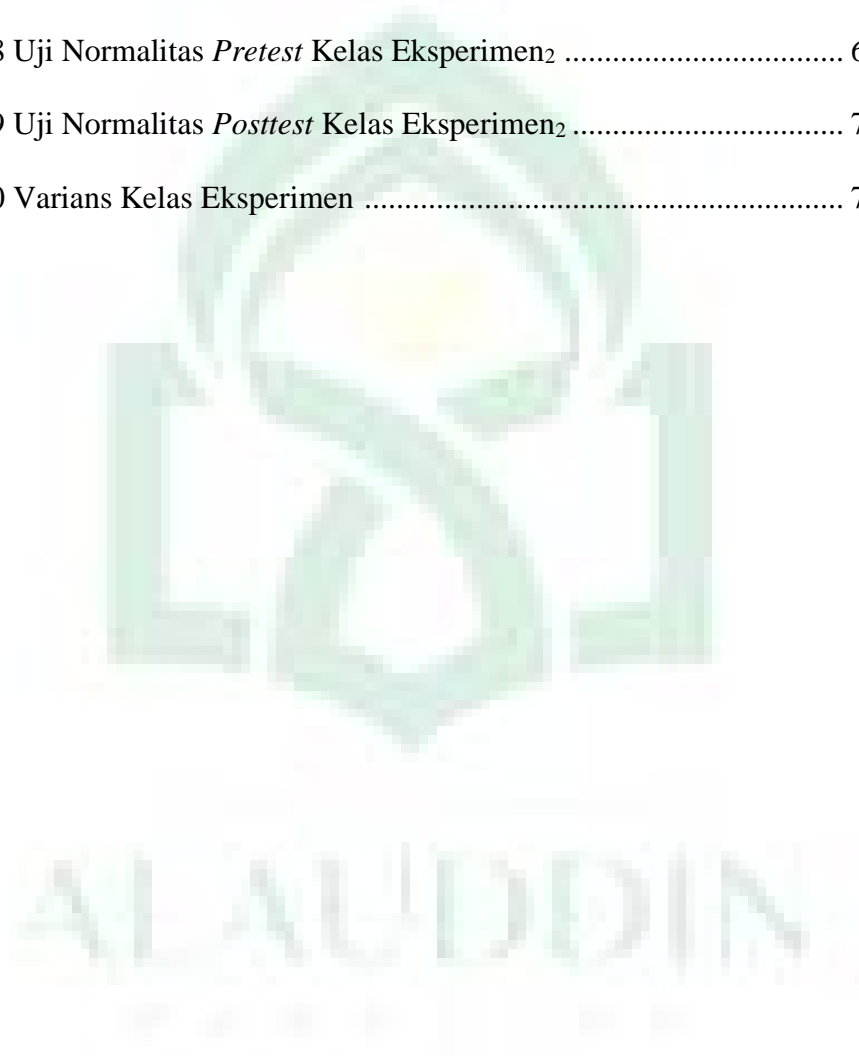 8 Uji Normalitas Pretest Kelas Eksperimen₂ .................................. 6
9 Uji Normalitas Posttest Kelas Eksperimen₂ ................................. 7
0 Varians Kelas Eksperimen ............................................................ 7
ALAUDDIN